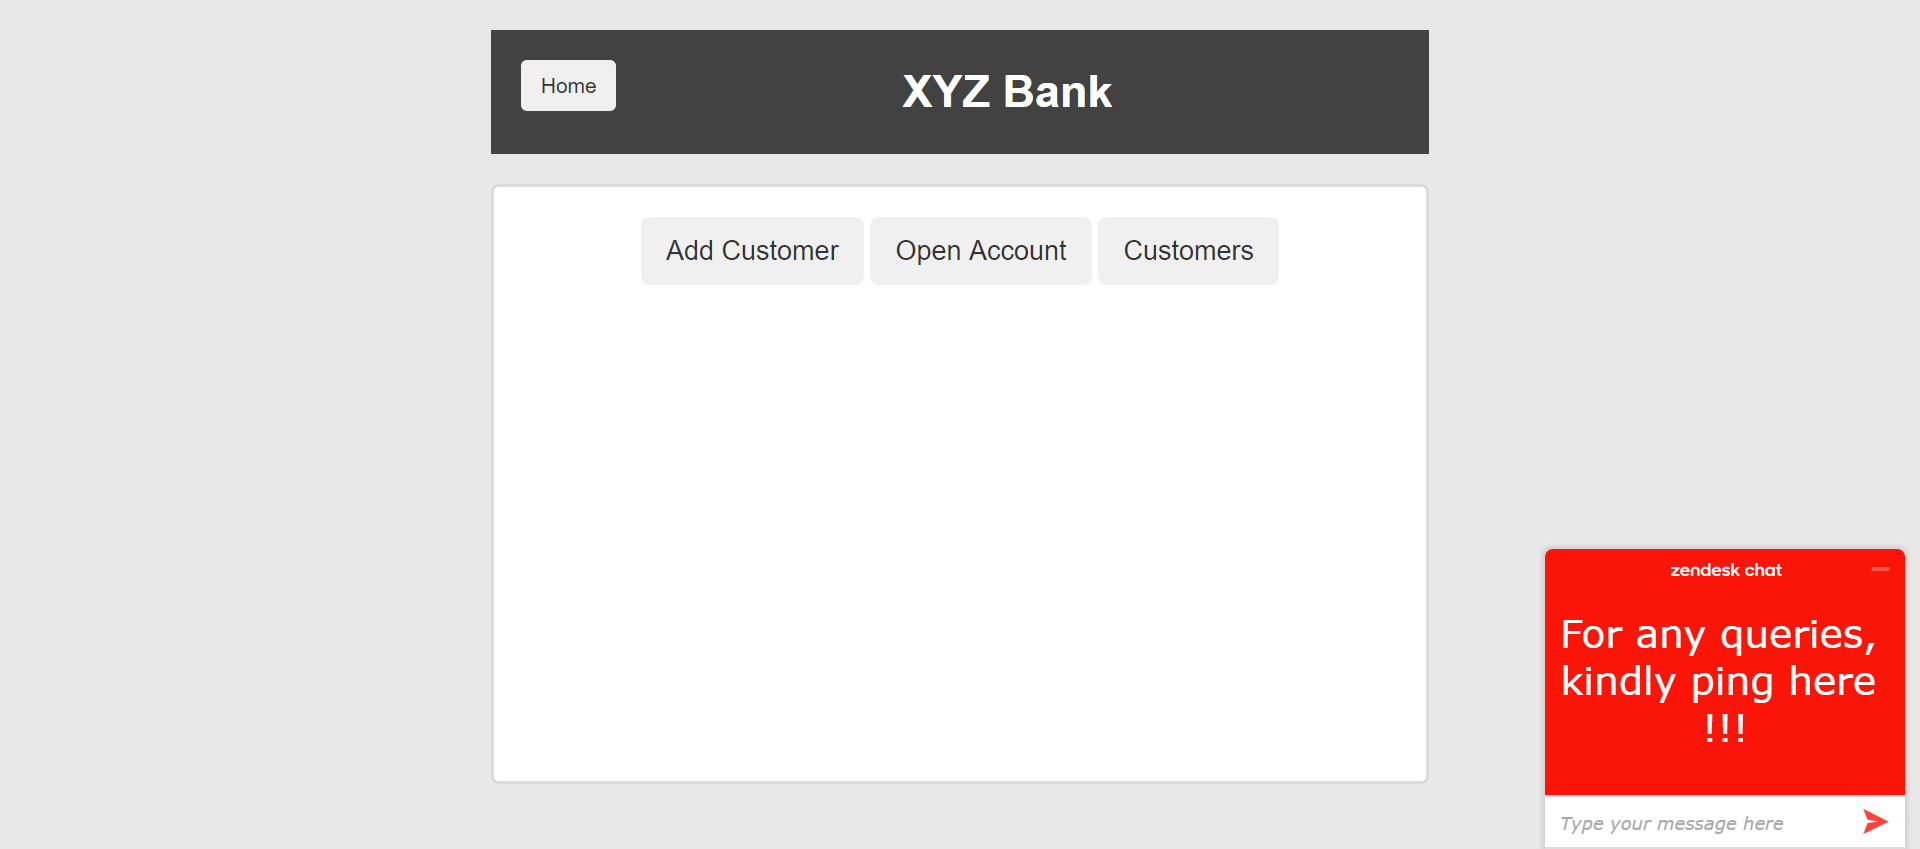 Home
XYZ Bank
Add Customer
Open Account
Customers
zendesk chat
For any queries,
kindly ping here
!!!
Type your message here